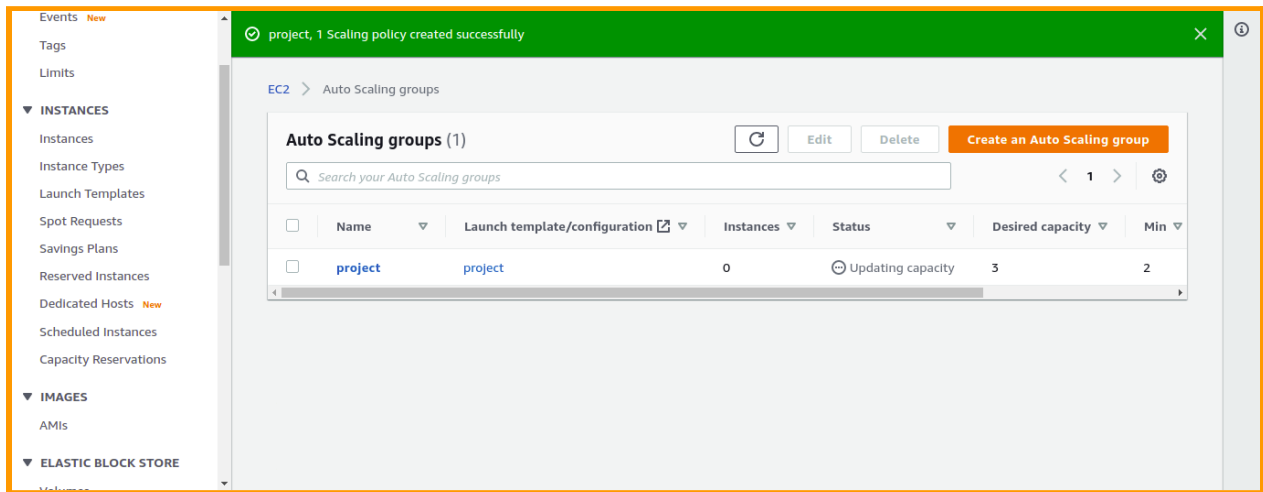 Events New
Tags
Limits
INSTANCES
Instances
Instance Types
Launch Templates
Spot Requests
Savings Plans
Reserved Instances
Dedicated Hosts New
Scheduled Instances
Capacity Reservations
IMAGES
AMIs
ELASTIC BLOCK STORE
project, 1 Scaling policy created successfully
EC2 > Auto Scaling groups
Auto Scaling groups (1)
Edit Delete Create an Auto Scaling group
Search your Auto Scaling groups
1
Name Launch template/configuration Instances Status Desired capacity Min
project project 0 Updating capacity 3 2